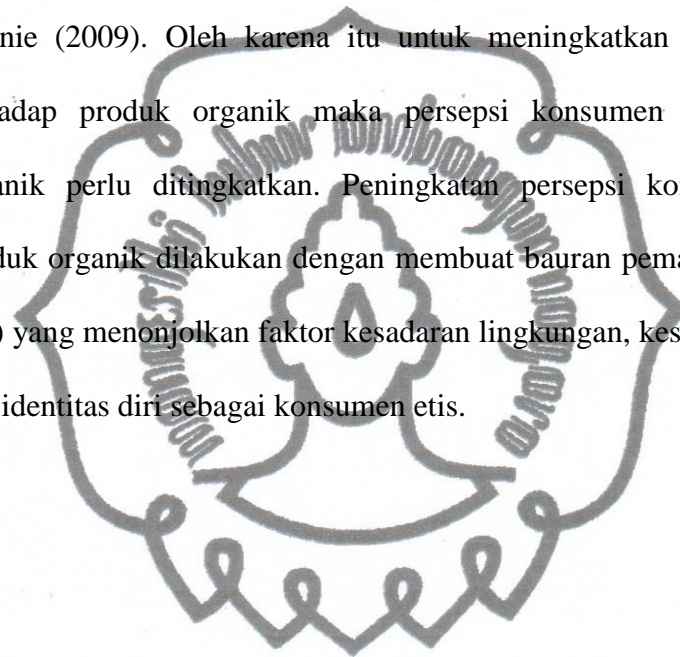 nie (2009). Oleh karena itu untuk meningkatkan
adap produk organik maka persepsi konsumen
anik perlu ditingkatkan. Peningkatan persepsi kon
duk organik dilakukan dengan membuat bauran pema
) yang menonjolkan faktor kesadaran lingkungan, kes
identitas diri sebagai konsumen etis.